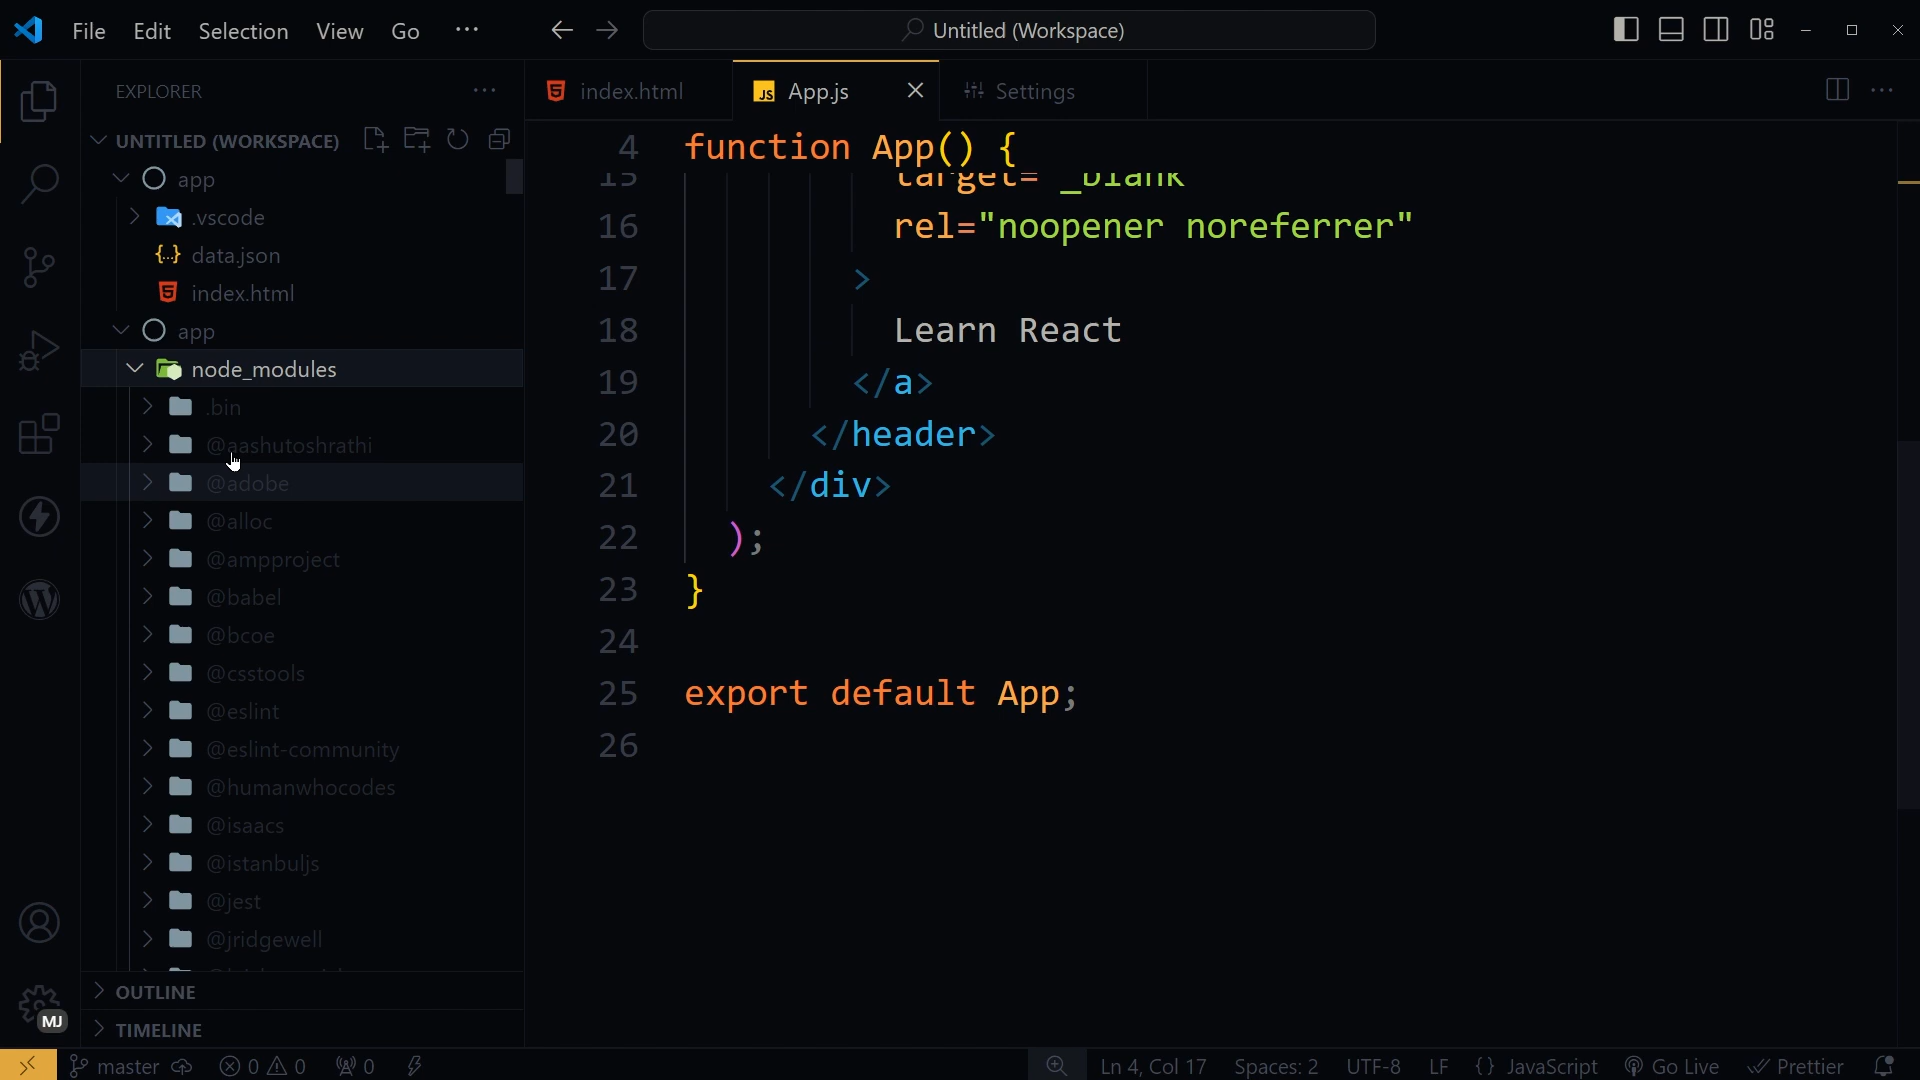 File Edit Selection View Go ···
Untitled (Workspace)
EXPLORER ···
UNTITLED (WORKSPACE)
app
.vscode
{...} data.json
index.html
app
node_modules
.bin
@aashutoshrathi
@adobe
@alloc
@ampproject
@babel
@bcoe
@csstools
@eslint
@eslint-community
@humanwhocodes
@isaacs
@istanbuljs
@jest
@jridgewell
OUTLINE
TIMELINE
MJ
index.html
JS App.js
Settings
4 function App() {
15 target="_blank
16 rel="noopener noreferrer"
17 >
18 Learn React
19 </a>
20 </header>
21 </div>
22 );
23 }
24
25 export default App;
26
master 0 0 0
Ln 4, Col 17 Spaces: 2 UTF-8 LF {} JavaScript Go Live Prettier